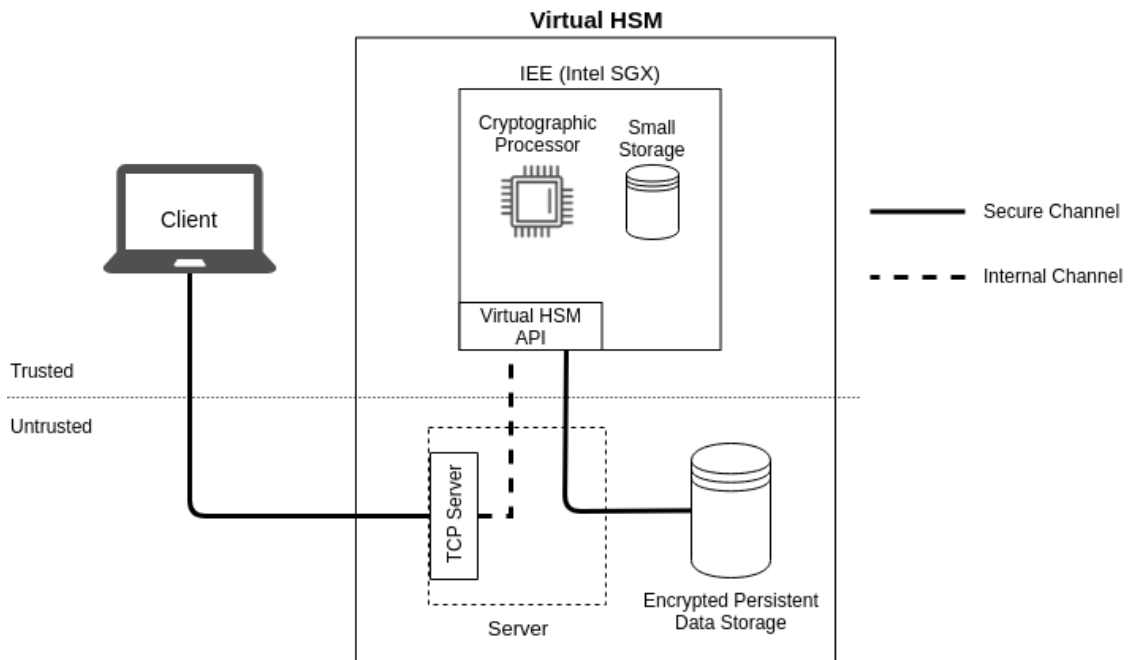 Virtual HSM
IEE (Intel SGX)
Cryptographic
Processor
Small
Storage
Client
Secure Channel
Internal Channel
Virtual HSM
API
Trusted
Untrusted
TCP Server
Encrypted Persistent
Data Storage
Server